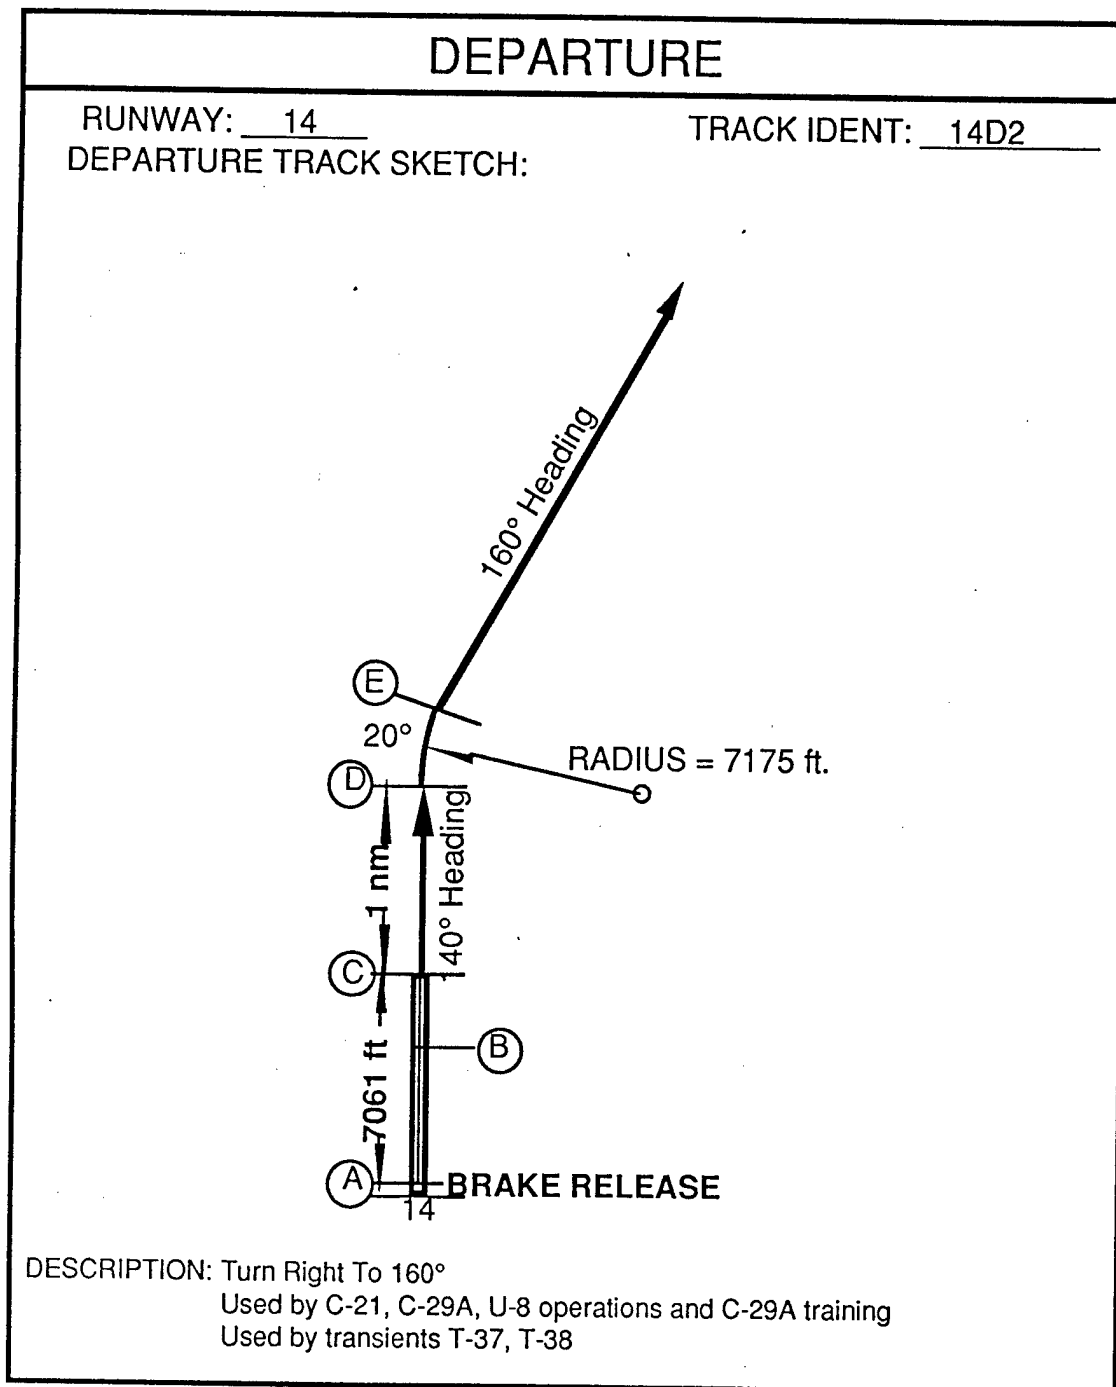 DEPARTURE
RUNWAY: 14
TRACK IDENT: 14D2
DEPARTURE TRACK SKETCH:
160° Heading
E
20°
RADIUS = 7175 ft.
D
1 nm
140° Heading
C
B
7061 ft
A
BRAKE RELEASE
14
DESCRIPTION: Turn Right To 160°
Used by C-21, C-29A, U-8 operations and C-29A training
Used by transients T-37, T-38